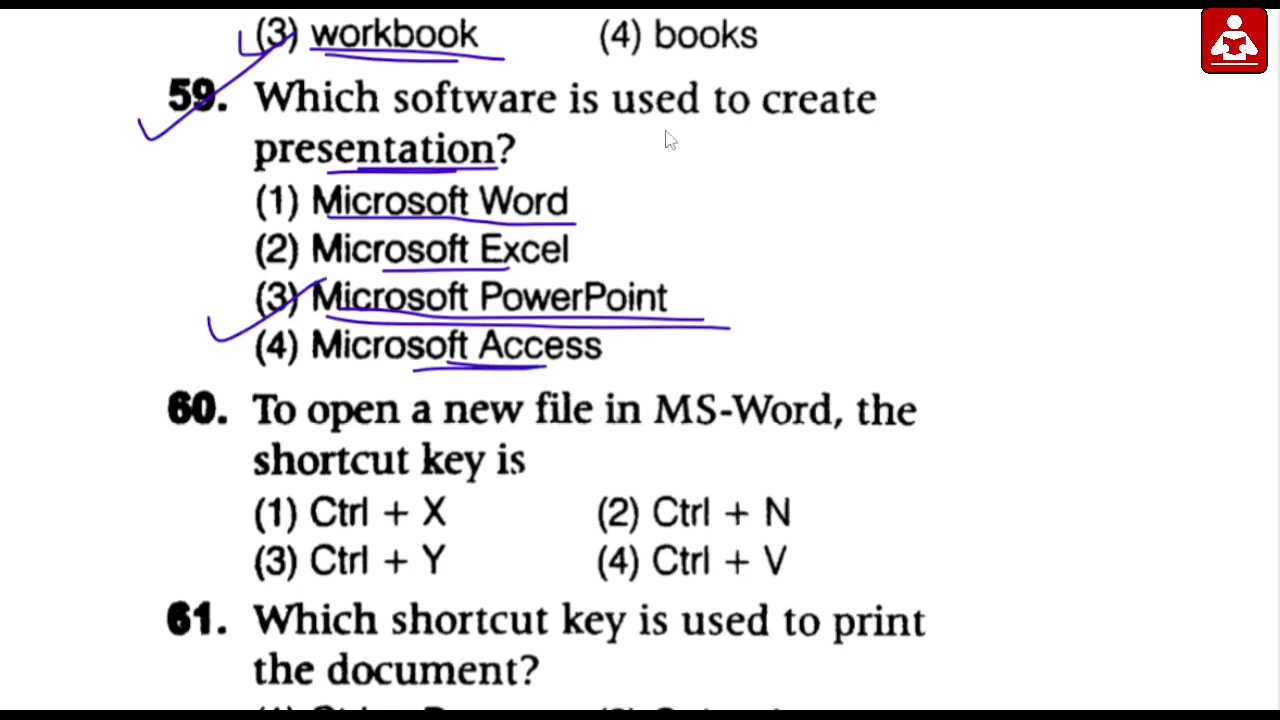 (3) workbook (4) books
59. Which software is used to create
presentation?
(1) Microsoft Word
(2) Microsoft Excel
(3) Microsoft PowerPoint
(4) Microsoft Access
60. To open a new file in MS-Word, the
shortcut key is
(1) Ctrl + X (2) Ctrl + N
(3) Ctrl + Y (4) Ctrl + V
61. Which shortcut key is used to print
the document?